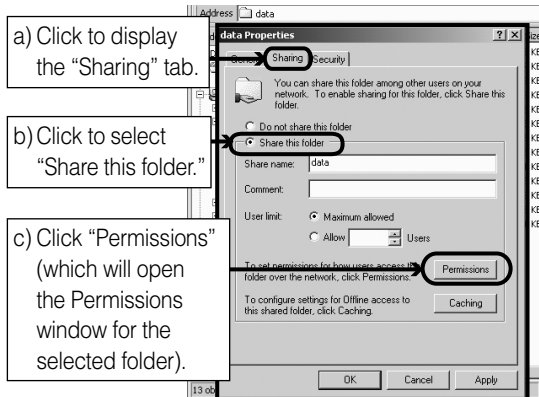 Address data
a) Click to display
the “Sharing” tab.
b) Click to select
“Share this folder.”
c) Click “Permissions”
(which will open
the Permissions
window for the
selected folder).
data Properties
General Sharing Security
You can share this folder among other users on your
network. To enable sharing for this folder, click Share this
folder.
Do not share this folder
Share this folder
Share name: data
Comment:
User limit: Maximum allowed
Allow Users
To set permissions for how users access
folder over the network, click Permissions.
Permissions
To configure settings for Offline access to
this shared folder, click Caching.
Caching
OK Cancel Apply